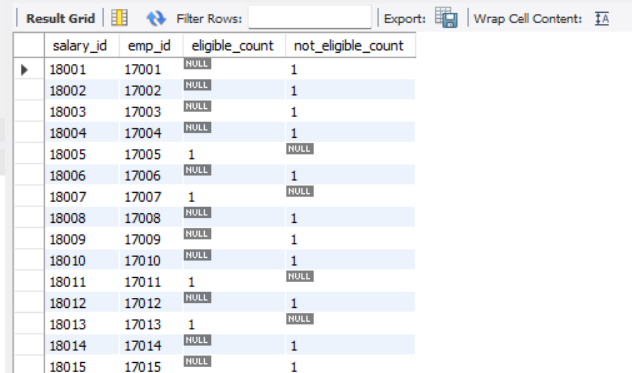 Result Grid Filter Rows: Export: Wrap Cell Content: IA
salary_id emp_id eligible_count not_eligible_count
18001 17001 NULL 1
18002 17002 NULL 1
18003 17003 NULL 1
18004 17004 NULL 1
18005 17005 1 NULL
18006 17006 NULL 1
18007 17007 1 NULL
18008 17008 NULL 1
18009 17009 NULL 1
18010 17010 NULL 1
18011 17011 1 NULL
18012 17012 NULL 1
18013 17013 1 NULL
18014 17014 NULL 1
18015 17015 NULL 1